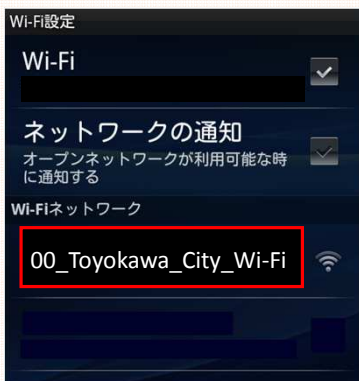 Wi-Fi設定
Wi-Fi
ネットワークの通知
オープンネットワークが利用可能な時
に通知する
Wi-Fiネットワーク
00_Toyokawa_City_Wi-Fi